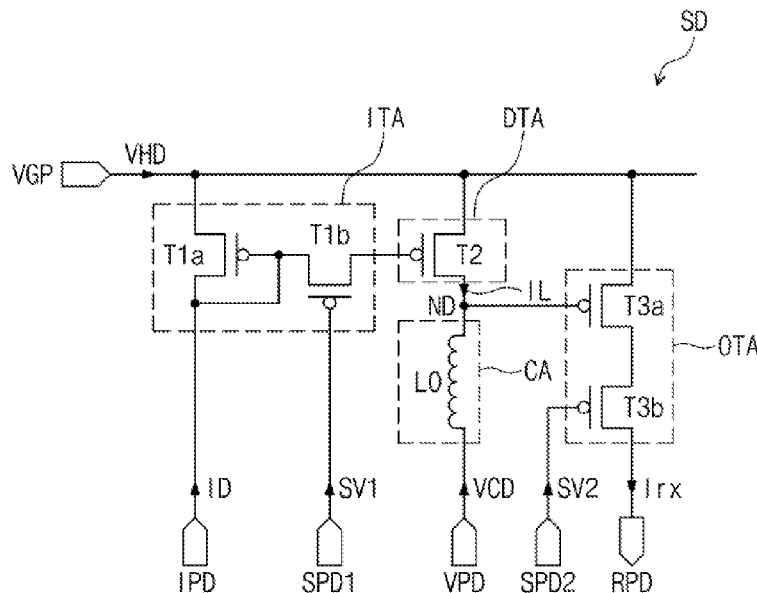 SD
ITA
DTA
VGP
VHD
T1a
T1b
T2
ND
IL
T3a
OTA
L0
CA
T3b
ID
SV1
VCD
SV2
Irx
IPD
SPD1
VPD
SPD2
RPD